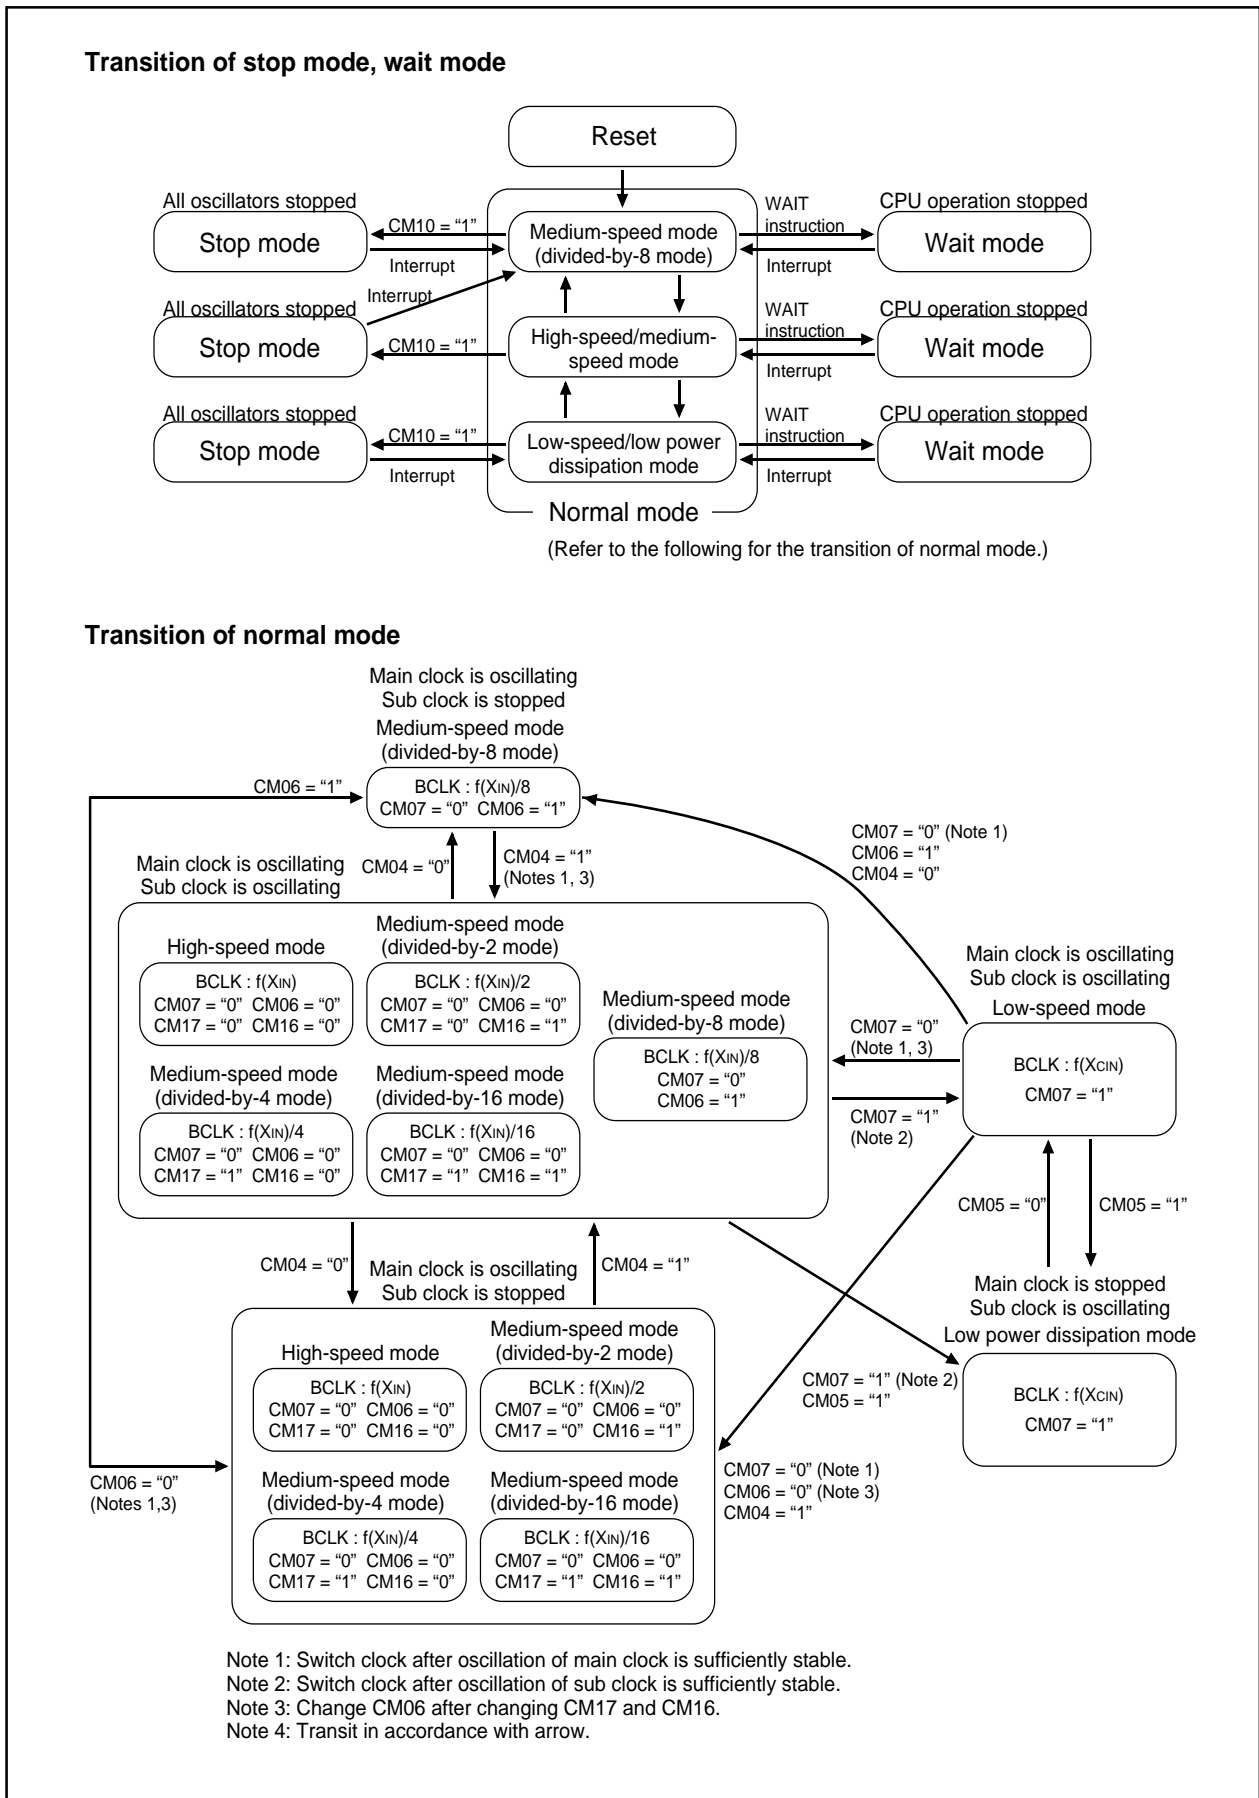 Transition of stop mode, wait mode
Reset
All oscillators stopped
Stop mode
CM10 = “1”
Interrupt
Medium-speed mode
(divided-by-8 mode)
WAIT
instruction
Interrupt
CPU operation stopped
Wait mode
Interrupt
All oscillators stopped
Stop mode
CM10 = “1”
High-speed/medium-
speed mode
WAIT
instruction
Interrupt
CPU operation stopped
Wait mode
All oscillators stopped
Stop mode
CM10 = “1”
Interrupt
Low-speed/low power
dissipation mode
WAIT
instruction
Interrupt
CPU operation stopped
Wait mode
Normal mode
(Refer to the following for the transition of normal mode.)
Transition of normal mode
Main clock is oscillating
Sub clock is stopped
Medium-speed mode
(divided-by-8 mode)
CM06 = “1”
BCLK : f(XIN)/8
CM07 = “0” CM06 = “1”
CM07 = “0” (Note 1)
CM06 = “1”
CM04 = “0”
Main clock is oscillating
Sub clock is oscillating
CM04 = “0”
CM04 = “1”
(Notes 1, 3)
High-speed mode
BCLK : f(XIN)
CM07 = “0” CM06 = “0”
CM17 = “0” CM16 = “0”
Medium-speed mode
(divided-by-2 mode)
BCLK : f(XIN)/2
CM07 = “0” CM06 = “0”
CM17 = “0” CM16 = “1”
Medium-speed mode
(divided-by-8 mode)
BCLK : f(XIN)/8
CM07 = “0”
CM06 = “1”
Medium-speed mode
(divided-by-4 mode)
BCLK : f(XIN)/4
CM07 = “0” CM06 = “0”
CM17 = “1” CM16 = “0”
Medium-speed mode
(divided-by-16 mode)
BCLK : f(XIN)/16
CM07 = “0” CM06 = “0”
CM17 = “1” CM16 = “1”
CM07 = “0”
(Note 1, 3)
CM07 = “1”
(Note 2)
Main clock is oscillating
Sub clock is oscillating
Low-speed mode
BCLK : f(XCIN)
CM07 = “1”
CM05 = “0”
CM05 = “1”
Main clock is stopped
Sub clock is oscillating
Low power dissipation mode
BCLK : f(XCIN)
CM07 = “1”
CM07 = “1” (Note 2)
CM05 = “1”
CM04 = “0”
Main clock is oscillating
Sub clock is stopped
CM04 = “1”
High-speed mode
BCLK : f(XIN)
CM07 = “0” CM06 = “0”
CM17 = “0” CM16 = “0”
Medium-speed mode
(divided-by-2 mode)
BCLK : f(XIN)/2
CM07 = “0” CM06 = “0”
CM17 = “0” CM16 = “1”
CM06 = “0”
(Notes 1,3)
Medium-speed mode
(divided-by-4 mode)
BCLK : f(XIN)/4
CM07 = “0” CM06 = “0”
CM17 = “1” CM16 = “0”
Medium-speed mode
(divided-by-16 mode)
BCLK : f(XIN)/16
CM07 = “0” CM06 = “0”
CM17 = “1” CM16 = “1”
CM07 = “0” (Note 1)
CM06 = “0” (Note 3)
CM04 = “1”
Note 1: Switch clock after oscillation of main clock is sufficiently stable.
Note 2: Switch clock after oscillation of sub clock is sufficiently stable.
Note 3: Change CM06 after changing CM17 and CM16.
Note 4: Transit in accordance with arrow.